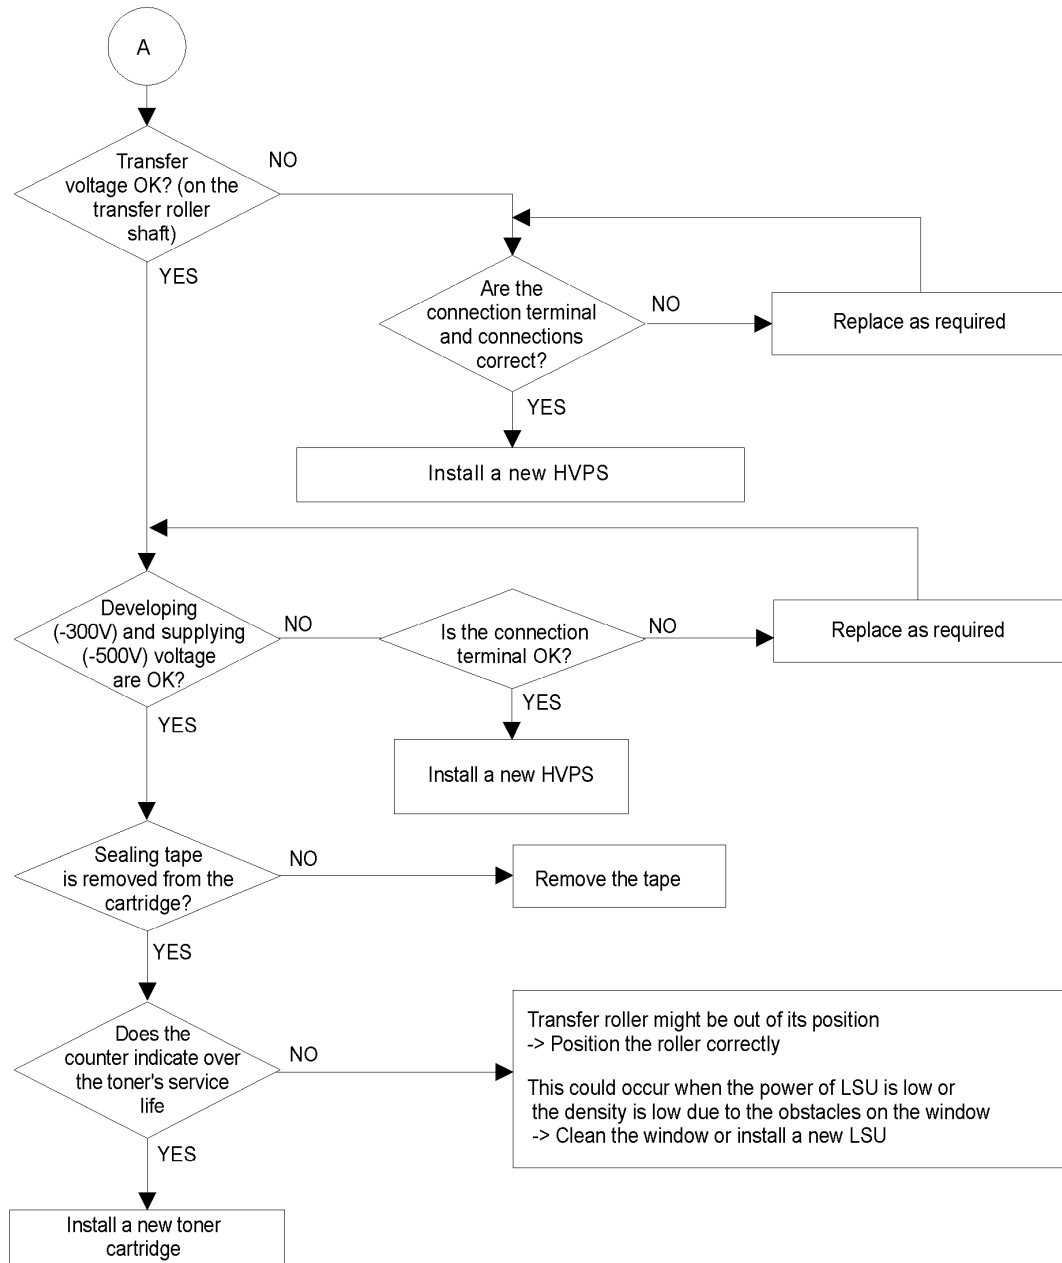 A
Transfer
voltage OK? (on the
transfer roller
shaft)
NO
YES
Are the
connection terminal
and connections
correct?
NO
Replace as required
YES
Install a new HVPS
Developing
(-300V) and supplying
(-500V) voltage
are OK?
NO
Is the connection
terminal OK?
NO
Replace as required
YES
YES
Install a new HVPS
Sealing tape
is removed from the
cartridge?
NO
Remove the tape
YES
Does the
counter indicate over
the toner's service
life
NO
Transfer roller might be out of its position
-> Position the roller correctly
This could occur when the power of LSU is low or
the density is low due to the obstacles on the window
-> Clean the window or install a new LSU
YES
Install a new toner
cartridge